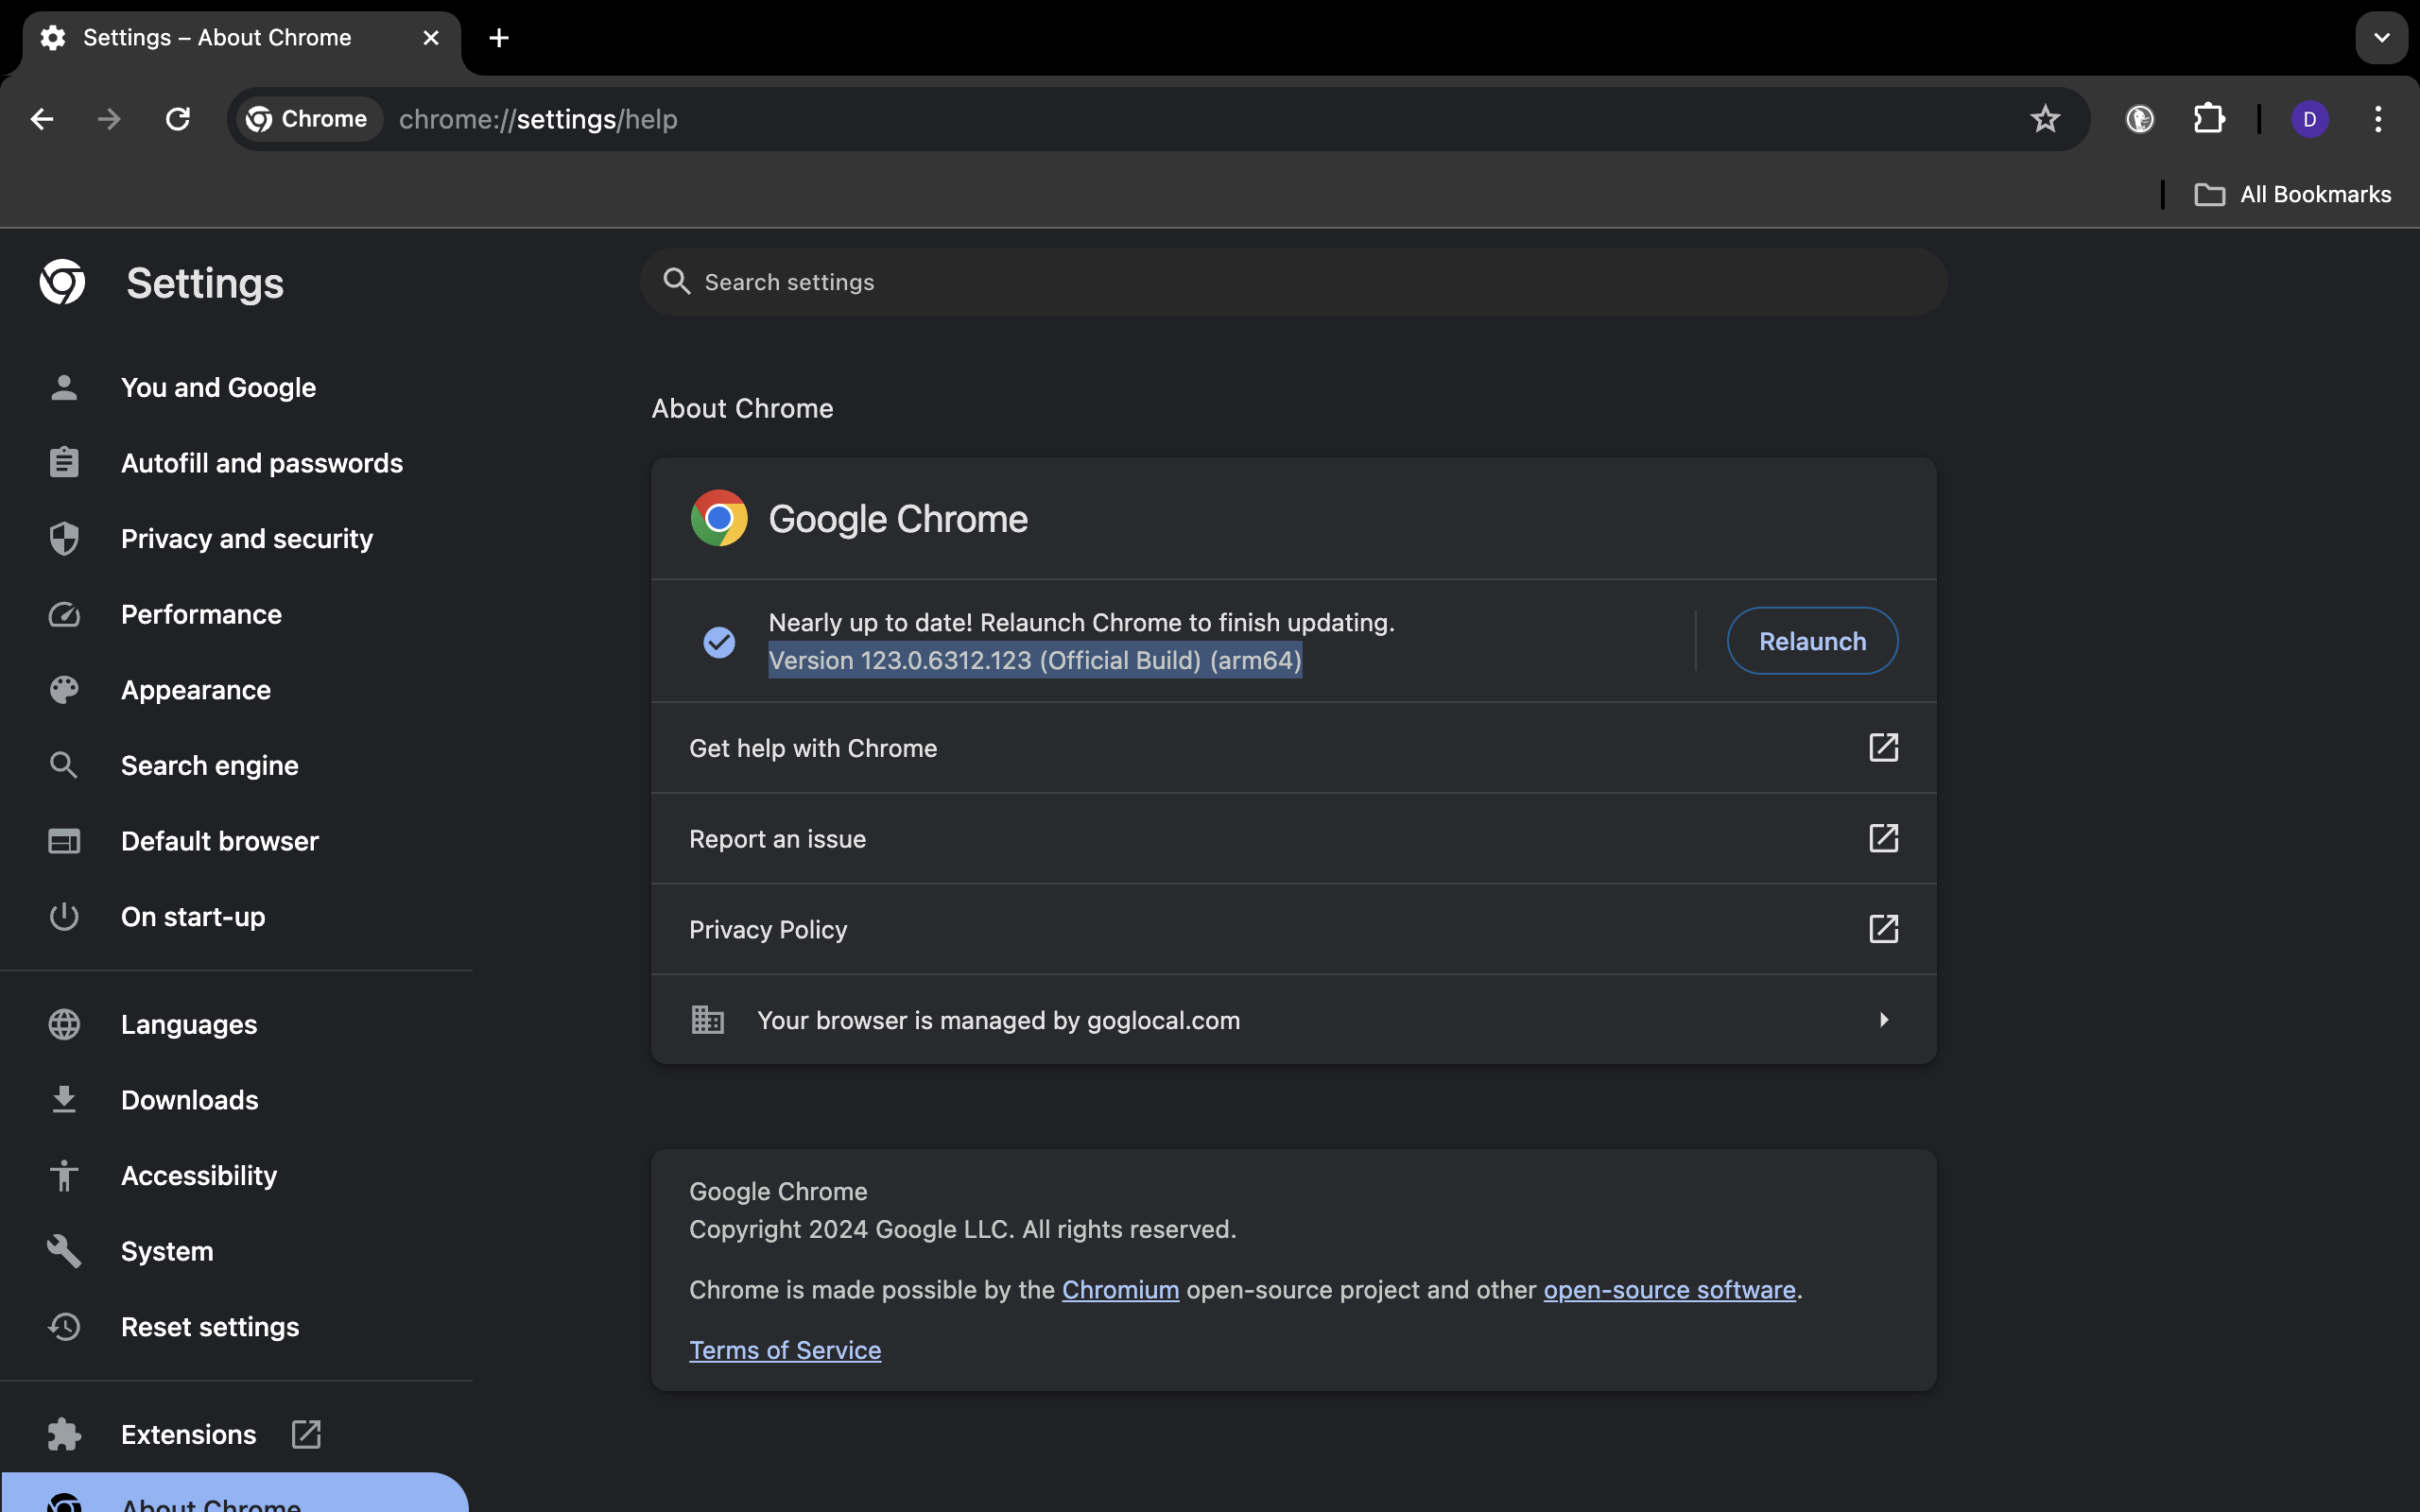 Settings – About Chrome
Chrome
chrome://settings/help
D
All Bookmarks
Settings
Search settings
You and Google
Autofill and passwords
Privacy and security
Performance
Appearance
Search engine
Default browser
On start-up
Languages
Downloads
Accessibility
System
Reset settings
Extensions
About Chrome
About Chrome
Google Chrome
Nearly up to date! Relaunch Chrome to finish updating.
Version 123.0.6312.123 (Official Build) (arm64)
Relaunch
Get help with Chrome
Report an issue
Privacy Policy
Your browser is managed by goglocal.com
Google Chrome
Copyright 2024 Google LLC. All rights reserved.
Chrome is made possible by the Chromium open-source project and other open-source software.
Terms of Service